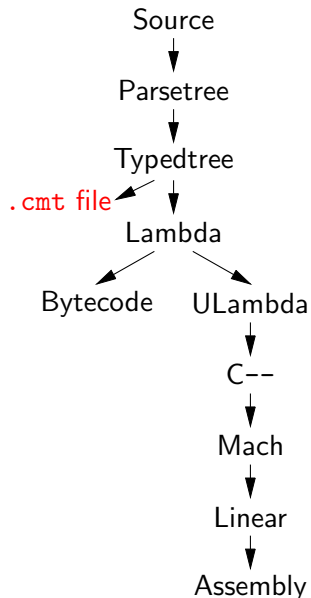 Source
Parsetree
Typedtree
.cmt file
Lambda
Bytecode ULambda
C--
Mach
Linear
Assembly